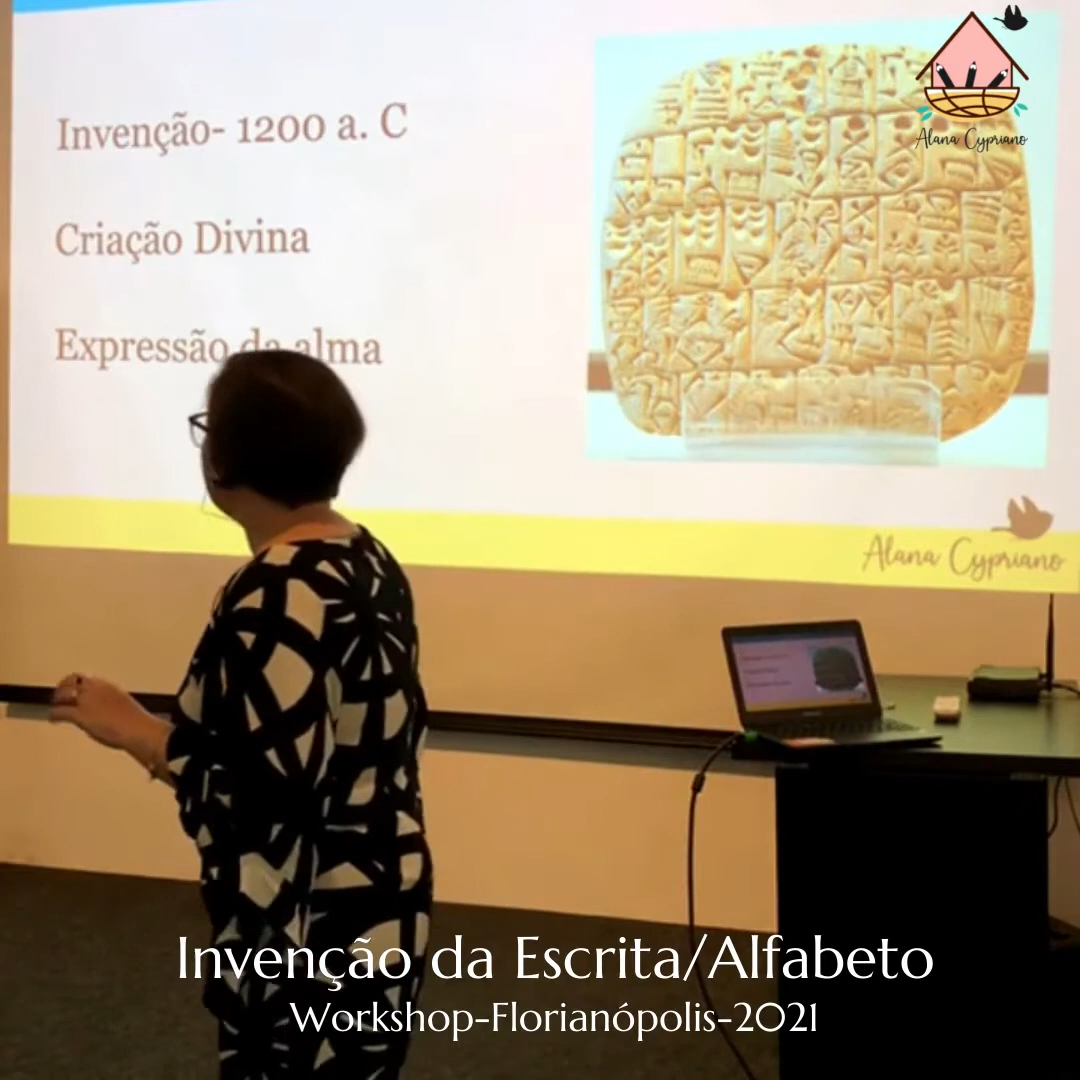 Invenção- 1200 a. C
Criação Divina
Expressão da alma
Alana Cypriano
Alana Cypriano
Invenção da Escrita/Alfabeto
Workshop-Florianópolis-2021